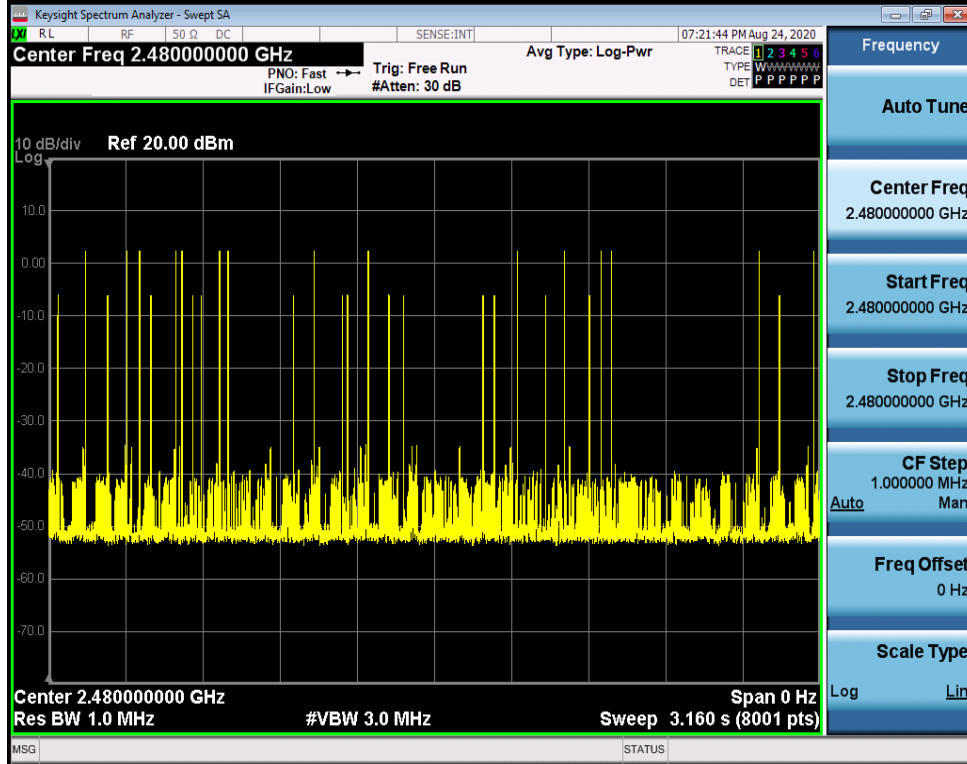 Keysight Spectrum Analyzer - Swept SA
LXI RL RF 50 Ω DC SENSE:INT 07:21:44 PM Aug 24, 2020
Center Freq 2.480000000 GHz
PNO: Fast
IFGain:Low
Trig: Free Run
#Atten: 30 dB
Avg Type: Log-Pwr
TRACE 1 2 3 4 5 6
TYPE WWWWWW
DET P P P P P P
10 dB/div
Log
Ref 20.00 dBm
10.0
0.00
-10.0
-20.0
-30.0
-40.0
-50.0
-60.0
-70.0
Center 2.480000000 GHz
Res BW 1.0 MHz
#VBW 3.0 MHz
Span 0 Hz
Sweep 3.160 s (8001 pts)
MSG
STATUS
Frequency
Auto Tune
Center Freq
2.480000000 GHz
Start Freq
2.480000000 GHz
Stop Freq
2.480000000 GHz
CF Step
1.000000 MHz
Auto Man
Freq Offset
0 Hz
Scale Type
Log Lin